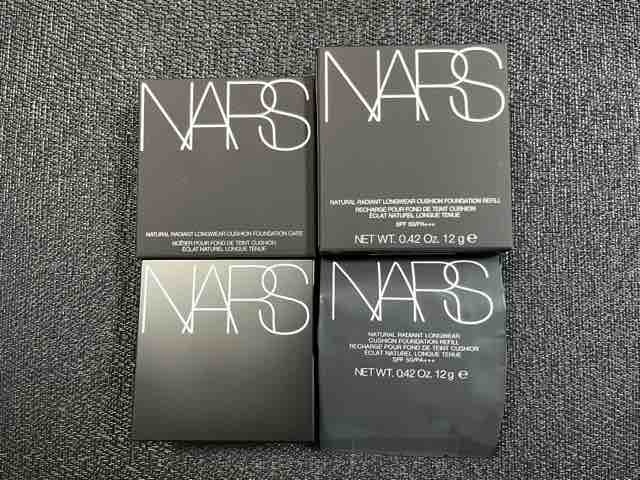 NARS
NATURAL RADIANT LONGWEAR CUSHION FOUNDATION CASE
BOÎTIER POUR FOND DE TEINT CUSHION
ÉCLAT NATUREL LONGUE TENUE
NARS
NATURAL RADIANT LONGWEAR CUSHION FOUNDATION REFILL
RECHARGE POUR FOND DE TEINT CUSHION
ÉCLAT NATUREL LONGUE TENUE
SPF 50/PA+++
NET WT. 0.42 Oz. 12 g ℮
NARS
NARS
NATURAL RADIANT LONGWEAR
CUSHION FOUNDATION REFILL
RECHARGE POUR FOND DE TEINT CUSHION
ÉCLAT NATUREL LONGUE TENUE
SPF 50/PA+++
NET WT. 0.42 Oz. 12 g ℮